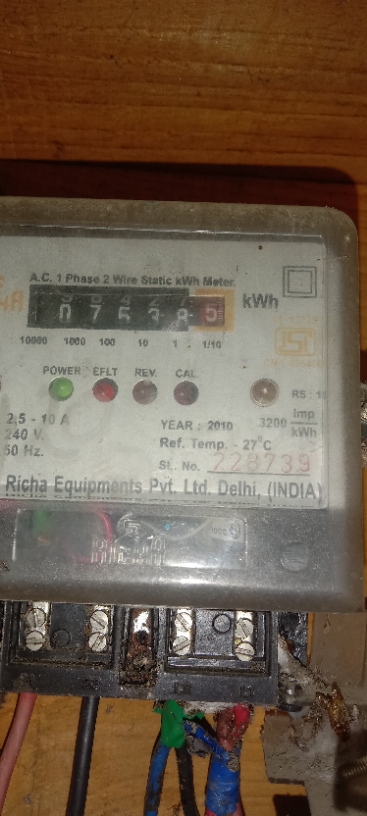 A.C. 1 Phase 2 Wire Static kWh Meter.
0 7 5 3 8 5 kWh
10000 1000 100 10 1 1/10
POWER EFLT REV. CAL
2.5 - 10 A
240 V.
50 Hz.
YEAR : 2010 3200 Imp/kWh
Ref. Temp. - 27°C
SL. No. 228739
Richa Equipments Pvt. Ltd. Delhi, (INDIA)